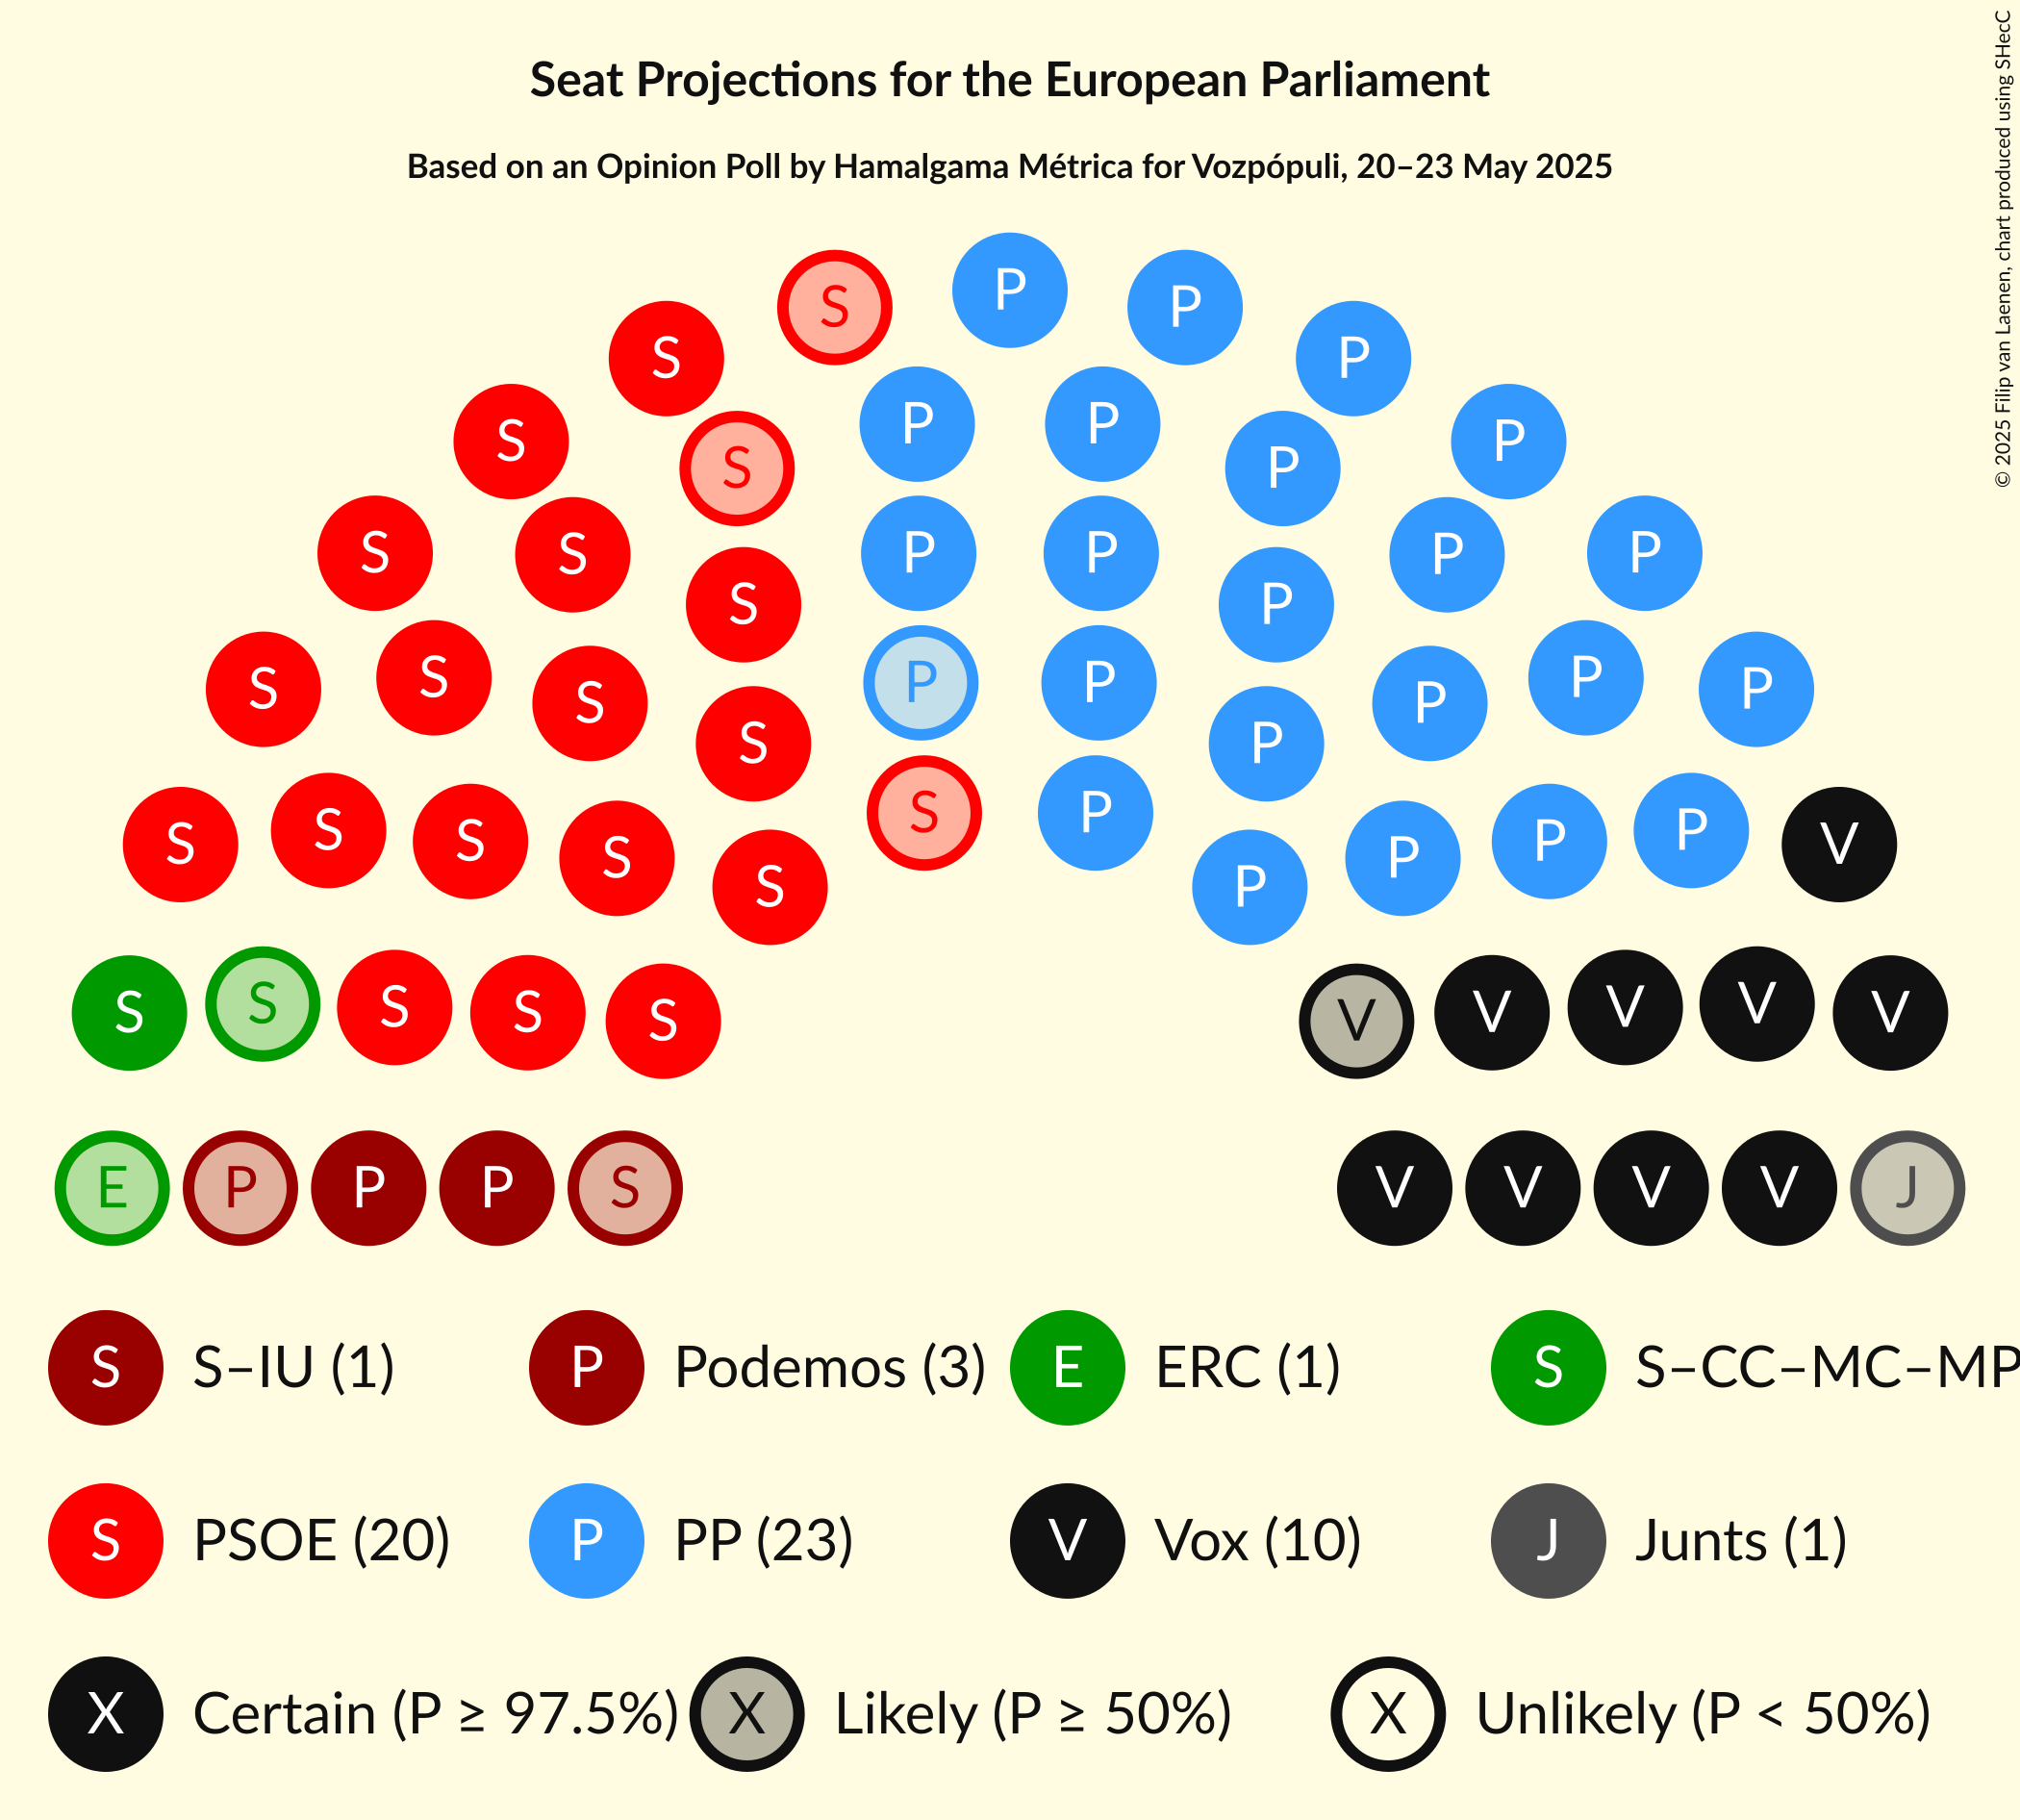 Seat Projections for the European Parliament
Based on an Opinion Poll by Hamalgama Métrica for Vozpópuli, 20–23 May 2025
© 2025 Filip van Laenen, chart produced using SHecC
S P P P
S P
S P P P
S S P P P
S S S P P P
S S P P P P
S S P P P P
S S P P P P
S S S P P P P V
S S S S S V V V V V
E P P P S V V V V J
S S–IU (1) P Podemos (3) E ERC (1) S S–CC–MC–MP
S PSOE (20) P PP (23) V Vox (10) J Junts (1)
X Certain (P ≥ 97.5%) X Likely (P ≥ 50%) X Unlikely (P < 50%)